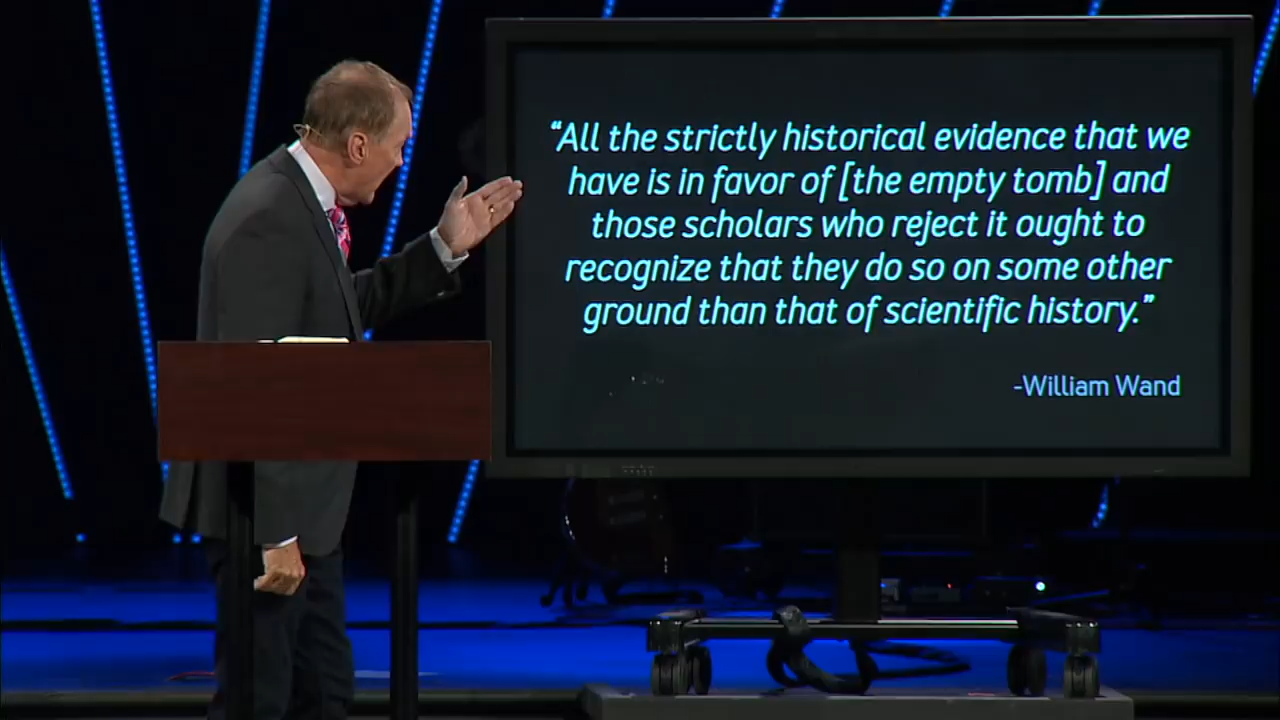 “All the strictly historical evidence that we
have is in favor of [the empty tomb] and
those scholars who reject it ought to
recognize that they do so on some other
ground than that of scientific history.”
-William Wand